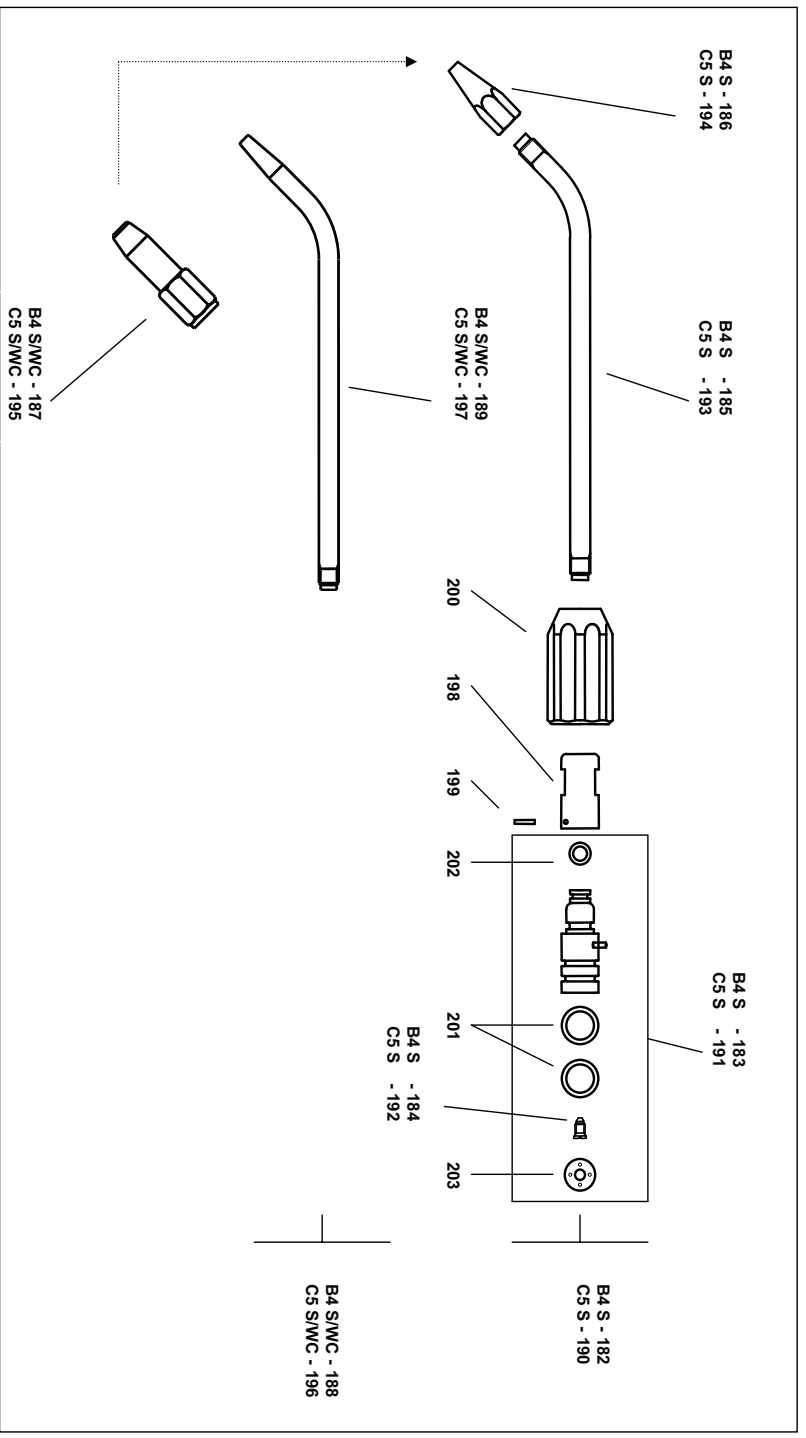 B4 S - 186
C5 S - 194
B4 S - 185
C5 S - 193
200
198
199
202
201
B4 S - 183
C5 S - 191
B4 S - 184
C5 S - 192
203
B4 S - 182
C5 S - 190
B4 S/WC - 189
C5 S/WC - 197
B4 S/WC - 187
C5 S/WC - 195
B4 S/WC - 188
C5 S/WC - 196